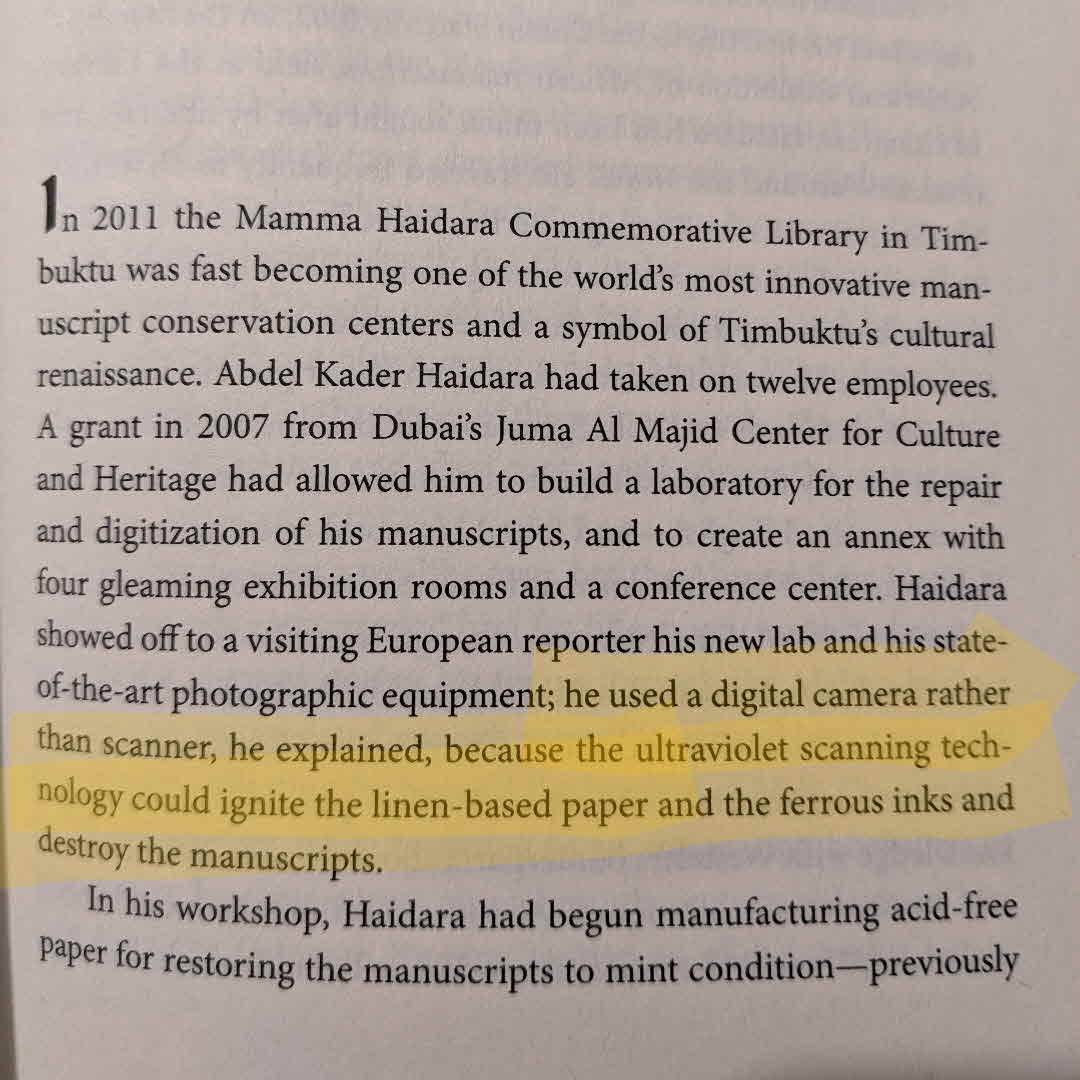 In 2011 the Mamma Haidara Commemorative Library in Tim-
buktu was fast becoming one of the world's most innovative man-
uscript conservation centers and a symbol of Timbuktu's cultural
renaissance. Abdel Kader Haidara had taken on twelve employees.
A grant in 2007 from Dubai's Juma Al Majid Center for Culture
and Heritage had allowed him to build a laboratory for the repair
and digitization of his manuscripts, and to create an annex with
four gleaming exhibition rooms and a conference center. Haidara
showed off to a visiting European reporter his new lab and his state-
of-the-art photographic equipment; he used a digital camera rather
than scanner, he explained, because the ultraviolet scanning tech-
nology could ignite the linen-based paper and the ferrous inks and
destroy the manuscripts.
In his workshop, Haidara had begun manufacturing acid-free
paper for restoring the manuscripts to mint condition—previously